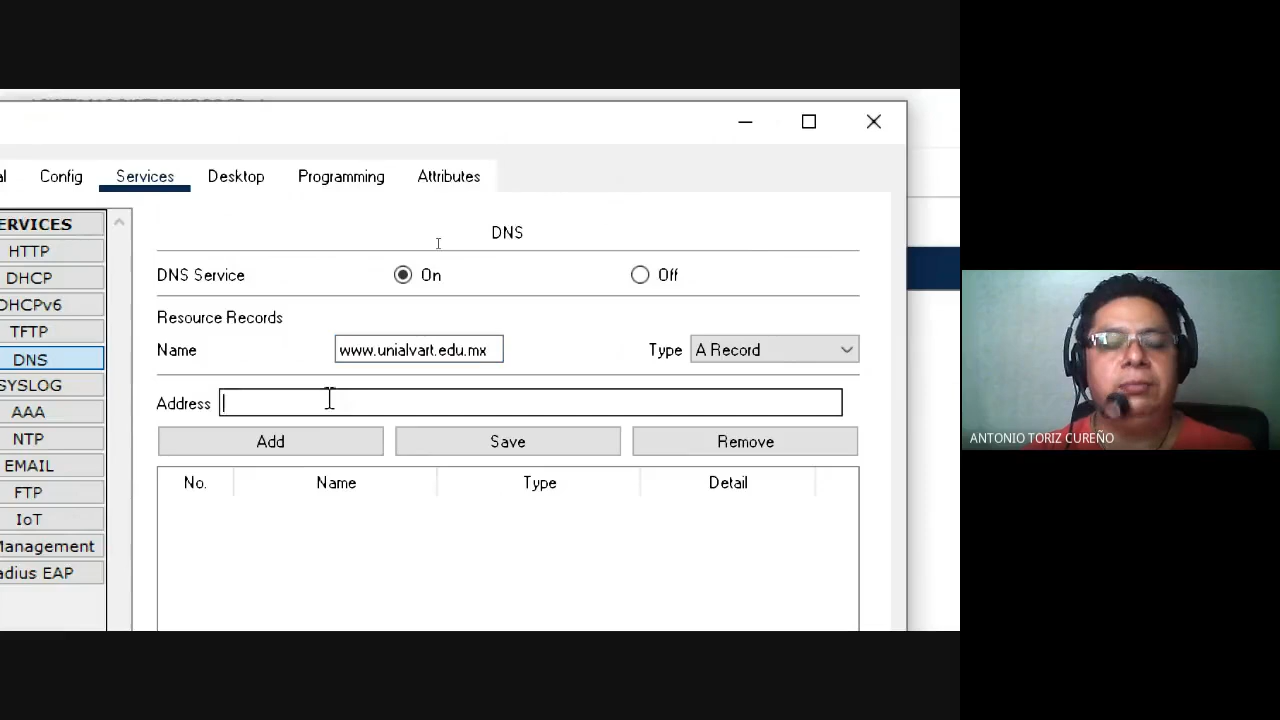 al Config Services Desktop Programming Attributes
ERVICES
HTTP
DHCP
DHCPv6
TFTP
DNS
SYSLOG
AAA
NTP
EMAIL
FTP
IoT
Management
adius EAP
DNS
DNS Service On Off
Resource Records
Name www.unialvart.edu.mx Type A Record
Address
Add Save Remove
No. Name Type Detail
ANTONIO TORIZ CUREÑO